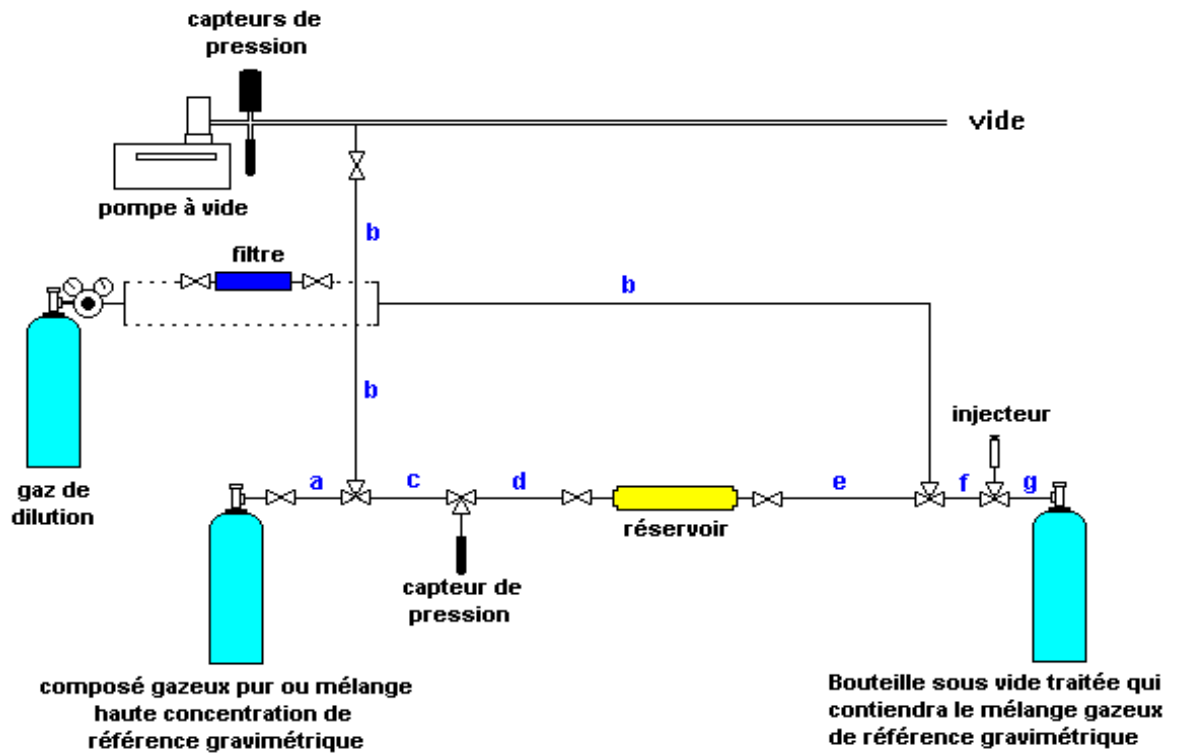 capteurs de
pression
vide
pompe à vide
b
filtre
b
b
injecteur
gaz de
dilution
a
c
d
e
f
g
réservoir
capteur de
pression
composé gazeux pur ou mélange
haute concentration de
référence gravimétrique
Bouteille sous vide traitée qui
contiendra le mélange gazeux
de référence gravimétrique